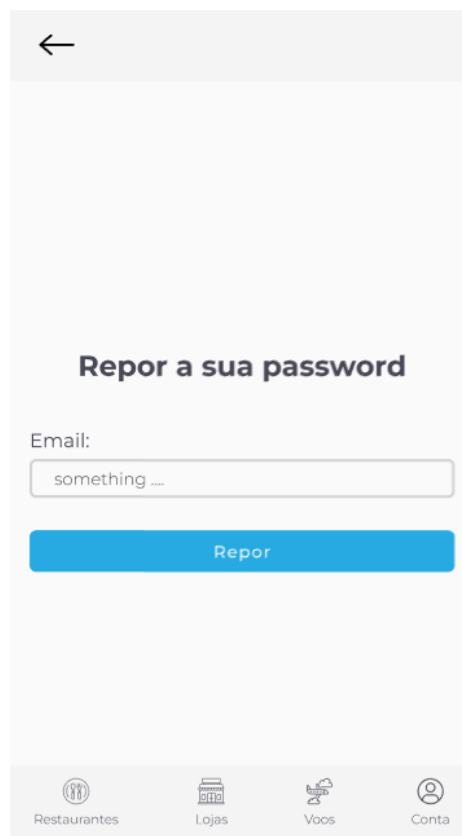 Repor a sua password
Email:
something ....
Repor
Restaurantes Lojas Voos Conta